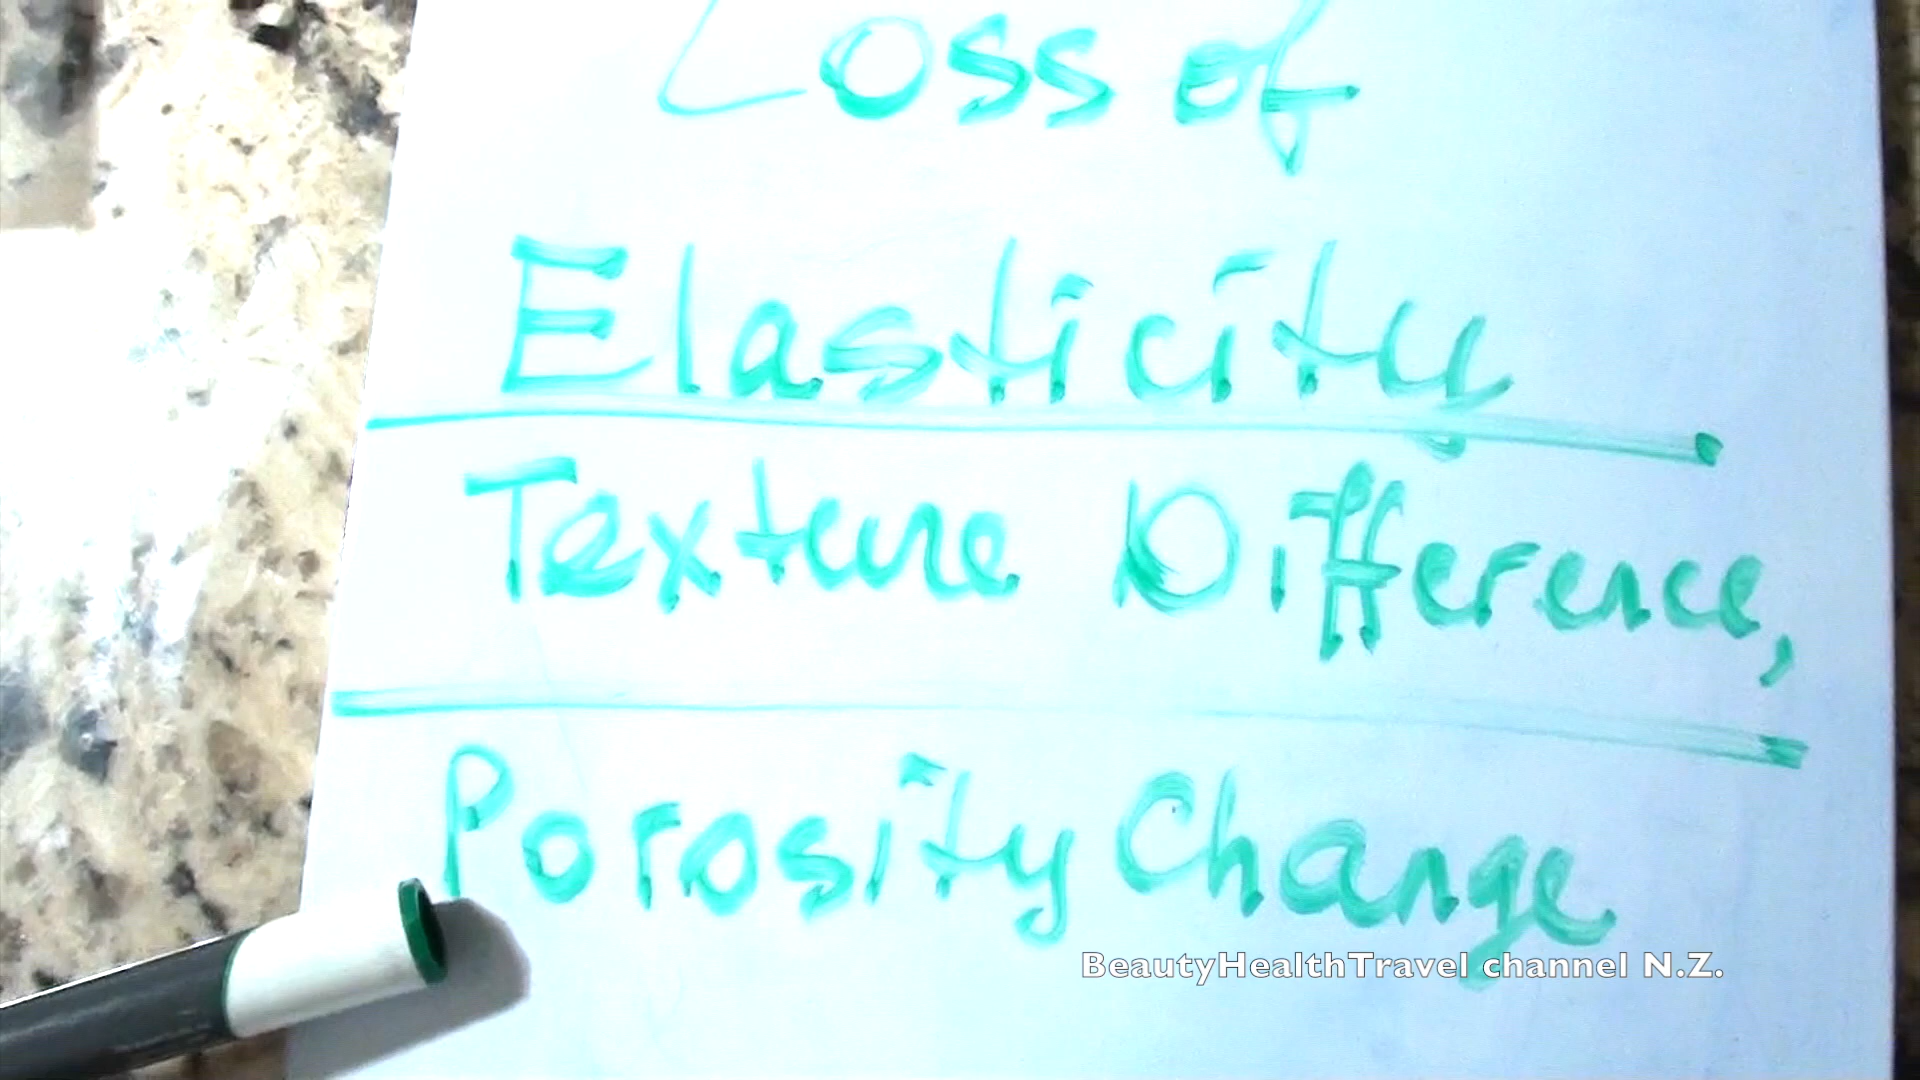 Loss of
Elasticity
Texture Difference,
Porosity Change
BeautyHealthTravel channel N.Z.